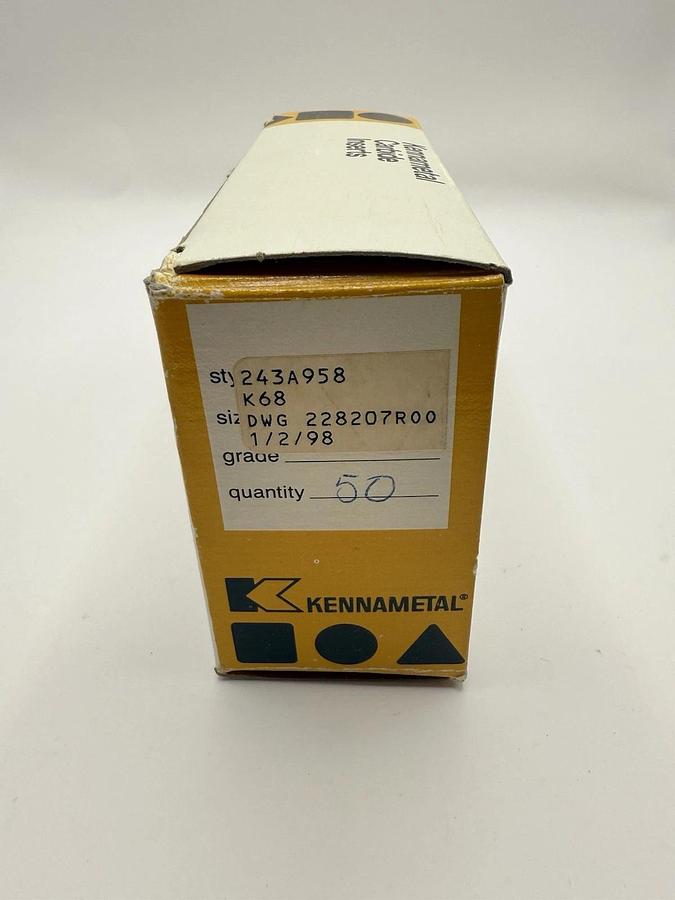 Kennametal
Carbide
Inserts
sty 243A958
K68
siz DWG 228207R00
1/2/98
grade
quantity 50
KENNAMETAL®